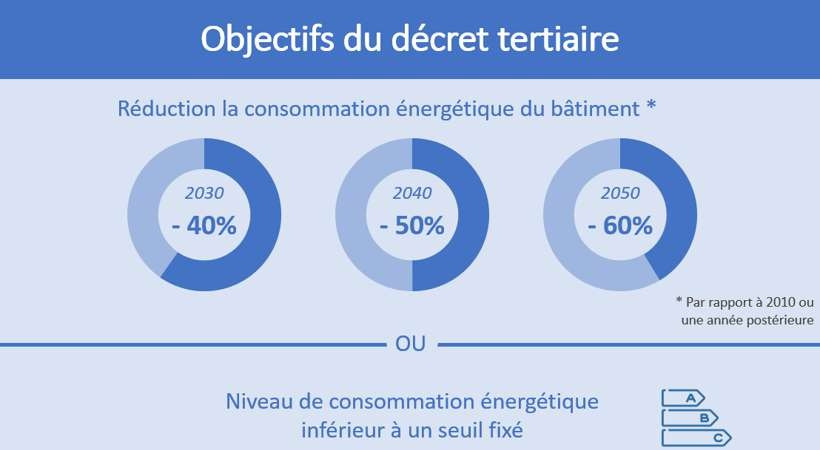 Objectifs du décret tertiaire
Réduction la consommation énergétique du bâtiment *
2030
- 40%
2040
- 50%
2050
- 60%
* Par rapport à 2010 ou
une année postérieure
OU
Niveau de consommation énergétique
inférieur à un seuil fixé
A
B
C